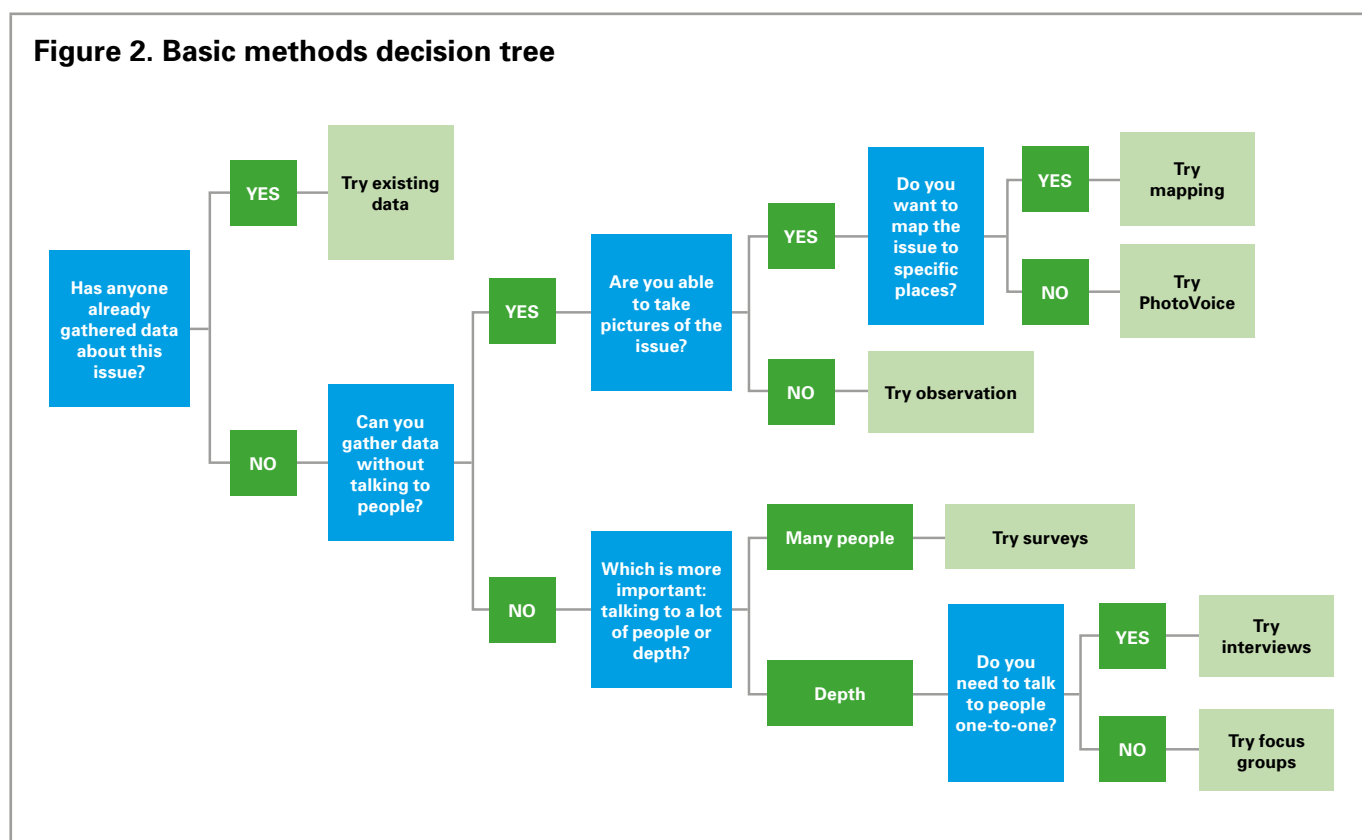 Figure 2. Basic methods decision tree
Has anyone
already
gathered data
about this
issue?
YES
Try existing
data
NO
Can you
gather data
without
talking to
people?
YES
Are you able
to take
pictures of the
issue?
YES
Do you
want to
map the
issue to
specific
places?
YES
Try
mapping
NO
Try
PhotoVoice
NO
Try observation
NO
Which is more
important:
talking to a lot
of people or
depth?
Many people
Try surveys
Depth
Do you
need to talk
to people
one-to-one?
YES
Try
interviews
NO
Try focus
groups